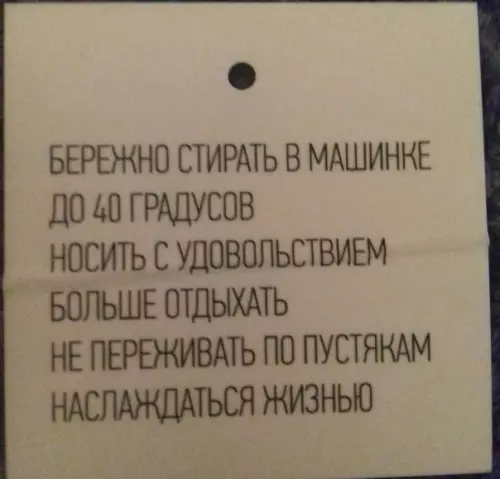 БЕРЕЖНО СТИРАТЬ В МАШИНКЕ
ДО 40 ГРАДУСОВ
НОСИТЬ С УДОВОЛЬСТВИЕМ
БОЛЬШЕ ОТДЫХАТЬ
НЕ ПЕРЕЖИВАТЬ ПО ПУСТЯКАМ
НАСЛАЖДАТЬСЯ ЖИЗНЬЮ